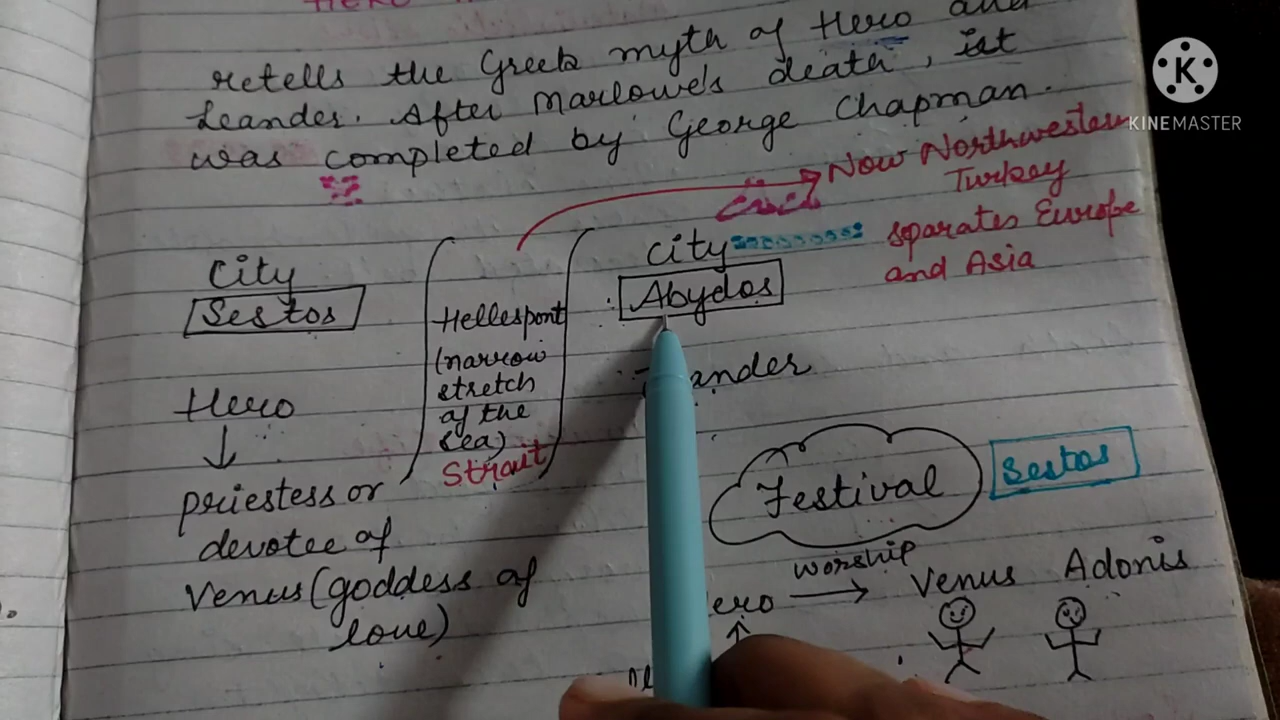 Hero
retells the Greek myth of Hero and
Leander. After Marlowe's death, it
was completed by George Chapman.
Now Northwestern
Turkey
separates Europe
and Asia
City
Sestos
Hero
priestess or
devotee of
Venus (goddess of
love)
Hellespont
(narrow
stretch
of the
sea)
Strait
City
Abydos
ander
Festival
Sestos
worship
ero Venus Adonis
K
KINEMASTER